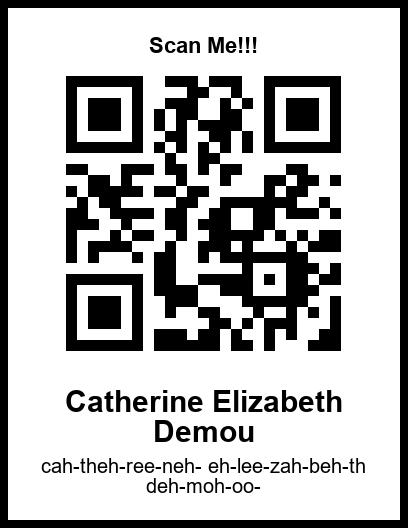 Scan Me!!!
Catherine Elizabeth
Demou
cah-theh-ree-neh- eh-lee-zah-beh-th
deh-moh-oo-